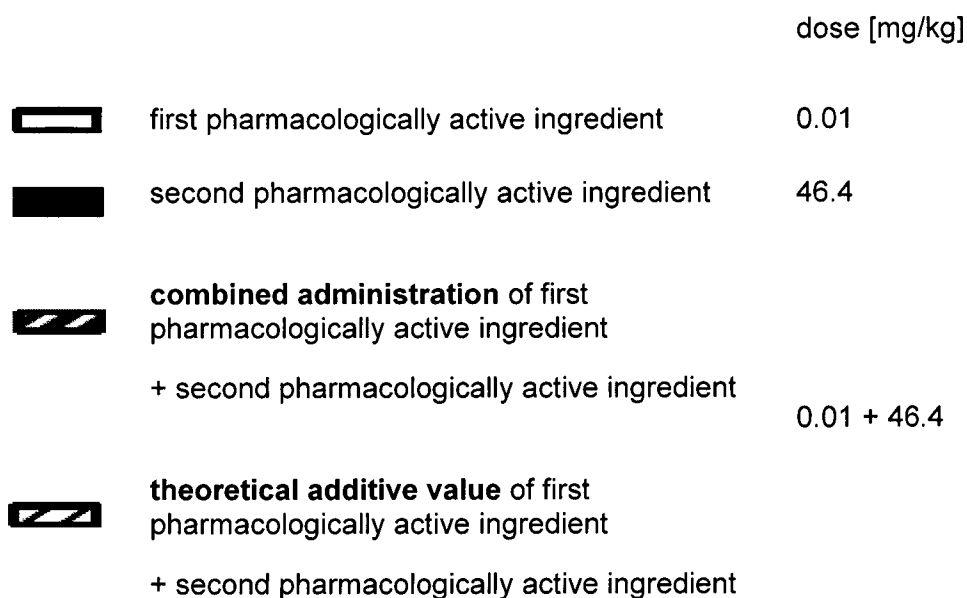 dose [mg/kg]
first pharmacologically active ingredient 0.01
second pharmacologically active ingredient 46.4
combined administration of first
pharmacologically active ingredient
+ second pharmacologically active ingredient
0.01 + 46.4
theoretical additive value of first
pharmacologically active ingredient
+ second pharmacologically active ingredient